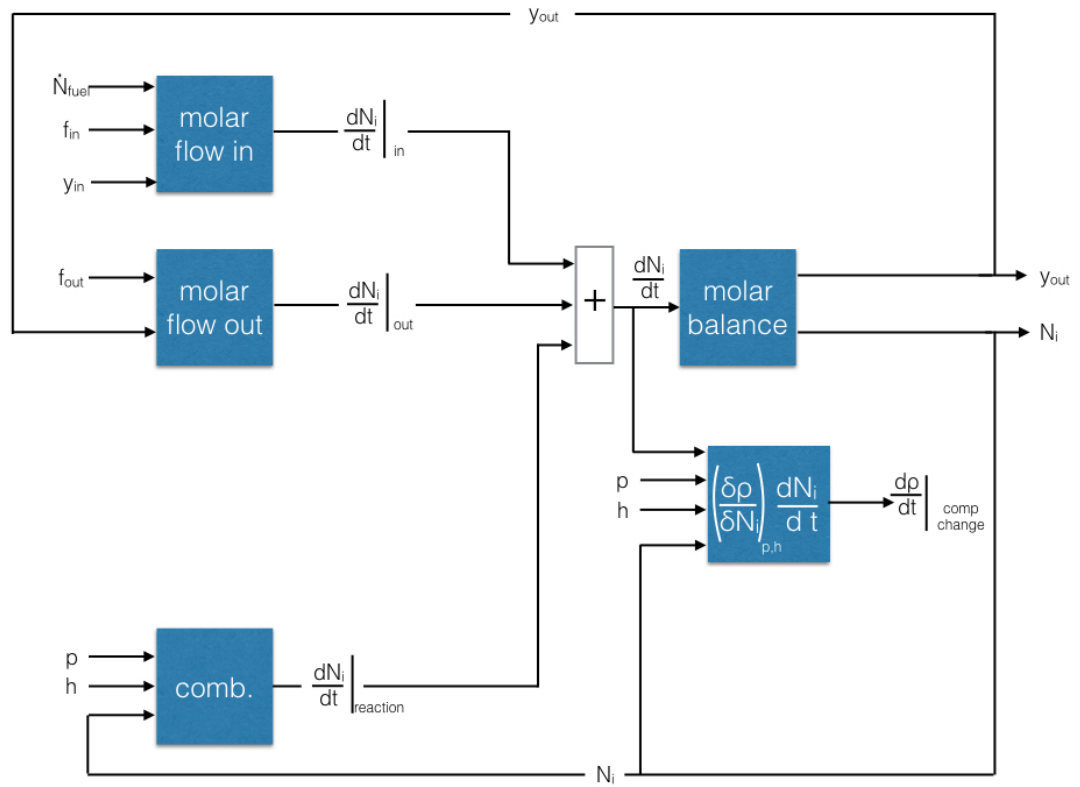 yout
Ṅfuel
fin
yin
molar
flow in
dNi
dt
in
fout
molar
flow out
dNi
dt
out
+
dNi
dt
molar
balance
yout
Ni
p
h
(δρ
δNi)p,h
dNi
d t
dρ
dt
comp
change
p
h
comb.
dNi
dt
reaction
Ni